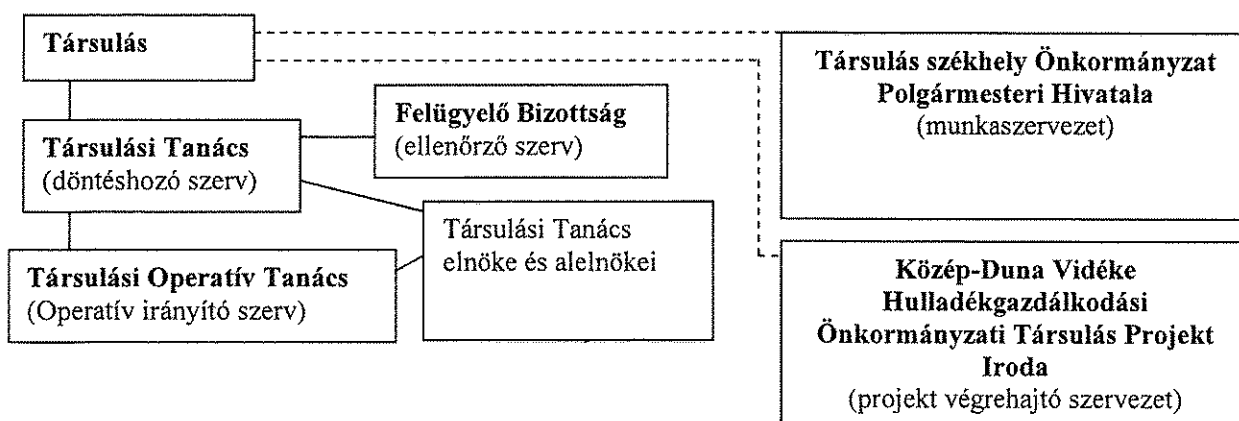 Társulás
Társulási Tanács
(döntéshozó szerv)
Társulási Operatív Tanács
(Operatív irányító szerv)
Felügyelő Bizottság
(ellenőrző szerv)
Társulási Tanács
elnöke és alelnökei
Társulás székhely Önkormányzat
Polgármesteri Hivatala
(munkaszervezet)
Közép-Duna Vidéke
Hulladékgazdálkodási
Önkormányzati Társulás Projekt
Iroda
(projekt végrehajtó szervezet)